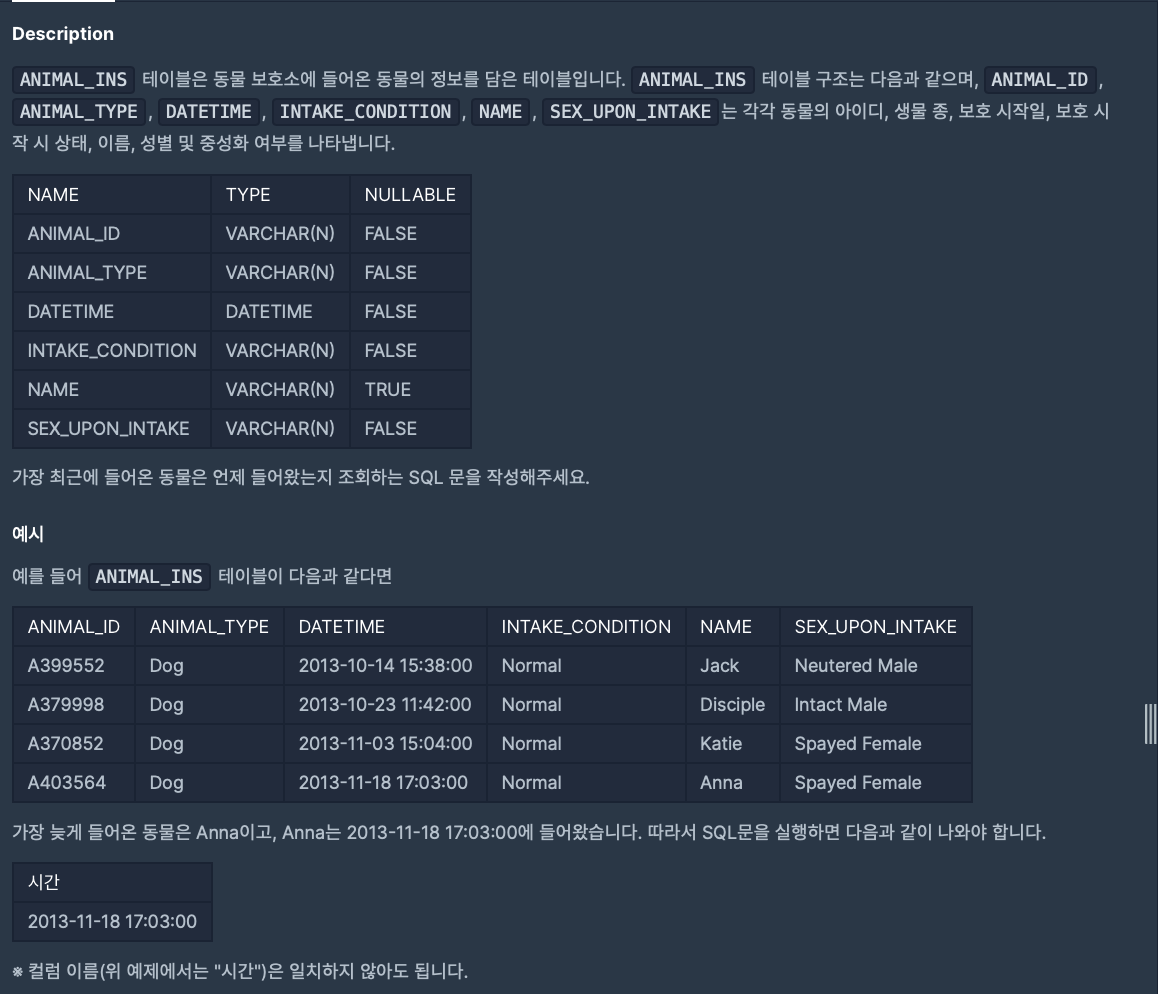 Description
ANIMAL_INS 테이블은 동물 보호소에 들어온 동물의 정보를 담은 테이블입니다. ANIMAL_INS 테이블 구조는 다음과 같으며, ANIMAL_ID,
ANIMAL_TYPE, DATETIME, INTAKE_CONDITION, NAME, SEX_UPON_INTAKE는 각각 동물의 아이디, 생물 종, 보호 시작일, 보호 시
작 시 상태, 이름, 성별 및 중성화 여부를 나타냅니다.
NAME TYPE NULLABLE
ANIMAL_ID VARCHAR(N) FALSE
ANIMAL_TYPE VARCHAR(N) FALSE
DATETIME DATETIME FALSE
INTAKE_CONDITION VARCHAR(N) FALSE
NAME VARCHAR(N) TRUE
SEX_UPON_INTAKE VARCHAR(N) FALSE
가장 최근에 들어온 동물은 언제 들어왔는지 조회하는 SQL 문을 작성해주세요.
예시
예를 들어 ANIMAL_INS 테이블이 다음과 같다면
ANIMAL_ID ANIMAL_TYPE DATETIME INTAKE_CONDITION NAME SEX_UPON_INTAKE
A399552 Dog 2013-10-14 15:38:00 Normal Jack Neutered Male
A379998 Dog 2013-10-23 11:42:00 Normal Disciple Intact Male
A370852 Dog 2013-11-03 15:04:00 Normal Katie Spayed Female
A403564 Dog 2013-11-18 17:03:00 Normal Anna Spayed Female
가장 늦게 들어온 동물은 Anna이고, Anna는 2013-11-18 17:03:00에 들어왔습니다. 따라서 SQL문을 실행하면 다음과 같이 나와야 합니다.
시간
2013-11-18 17:03:00
※ 컬럼 이름(위 예제에서는 "시간")은 일치하지 않아도 됩니다.